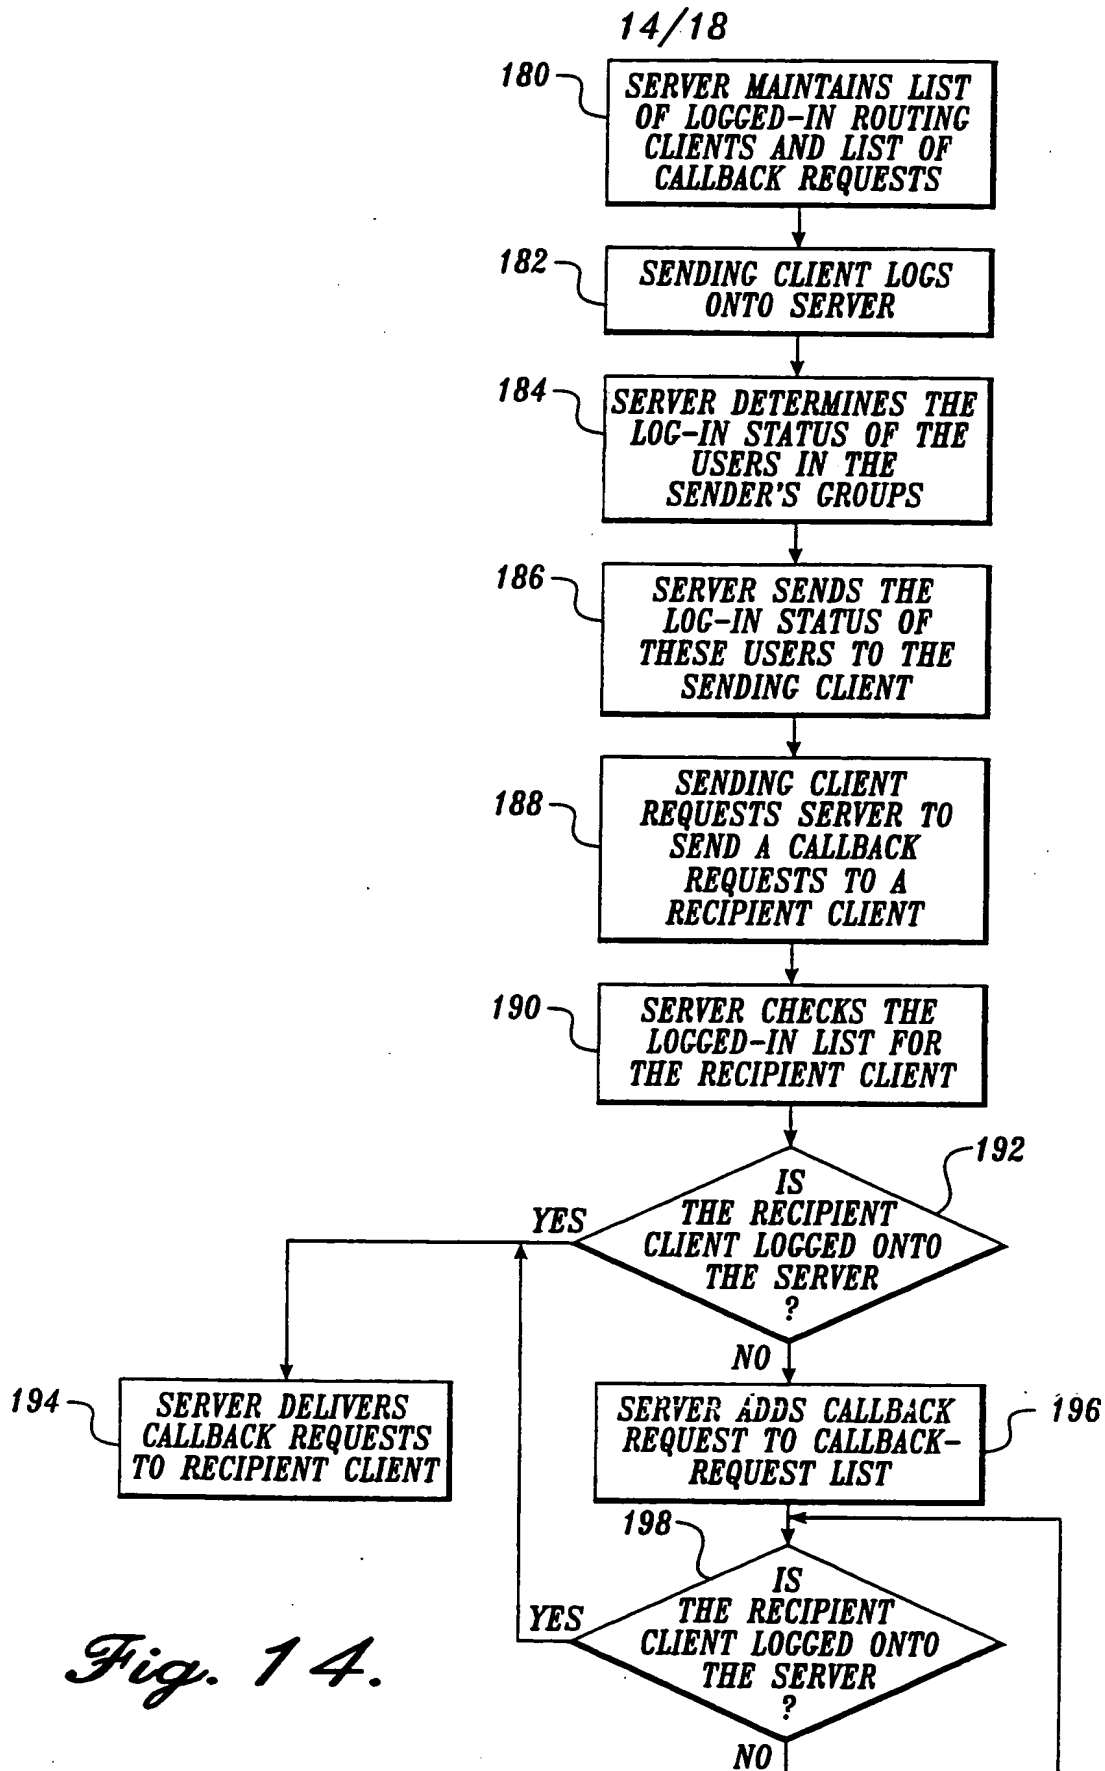 14/18
180
SERVER MAINTAINS LIST
OF LOGGED-IN ROUTING
CLIENTS AND LIST OF
CALLBACK REQUESTS
182
SENDING CLIENT LOGS
ONTO SERVER
184
SERVER DETERMINES THE
LOG-IN STATUS OF THE
USERS IN THE
SENDER'S GROUPS
186
SERVER SENDS THE
LOG-IN STATUS OF
THESE USERS TO THE
SENDING CLIENT
188
SENDING CLIENT
REQUESTS SERVER TO
SEND A CALLBACK
REQUESTS TO A
RECIPIENT CLIENT
190
SERVER CHECKS THE
LOGGED-IN LIST FOR
THE RECIPIENT CLIENT
192
IS
THE RECIPIENT
CLIENT LOGGED ONTO
THE SERVER
?
YES
NO
194
SERVER DELIVERS
CALLBACK REQUESTS
TO RECIPIENT CLIENT
196
SERVER ADDS CALLBACK
REQUEST TO CALLBACK-
REQUEST LIST
198
IS
THE RECIPIENT
CLIENT LOGGED ONTO
THE SERVER
?
YES
NO
Fig. 14.